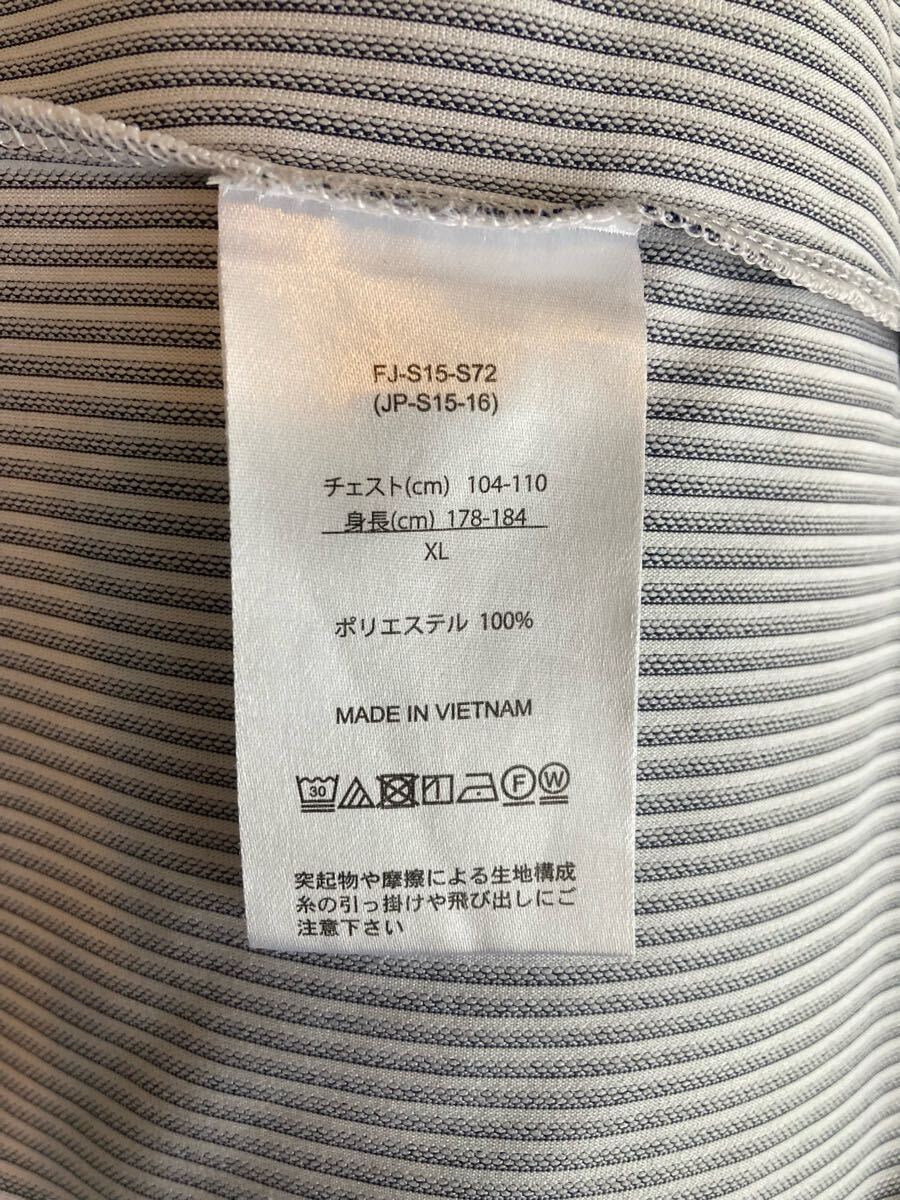 FJ-S15-S72
(JP-S15-16)
チェスト(cm) 104-110
身長(cm) 178-184
XL
ポリエステル 100%
MADE IN VIETNAM
30 F W
突起物や摩擦による生地構成
糸の引っ掛けや飛び出しにご
注意下さい